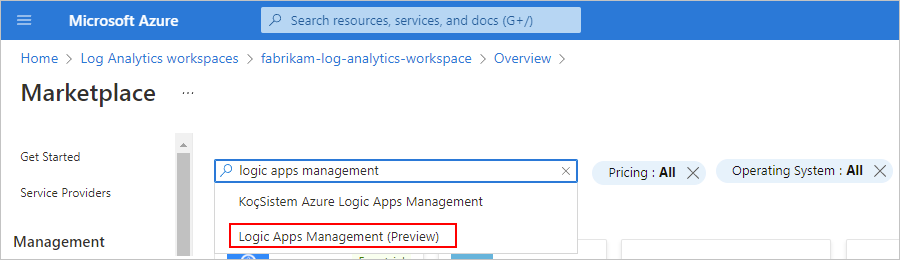 Microsoft Azure
Search resources, services, and docs (G+/)
Home > Log Analytics workspaces > fabrikam-log-analytics-workspace > Overview >
Marketplace ...
Get Started
Service Providers
Management
logic apps management
KoçSistem Azure Logic Apps Management
Logic Apps Management (Preview)
Pricing : All
Operating System : All